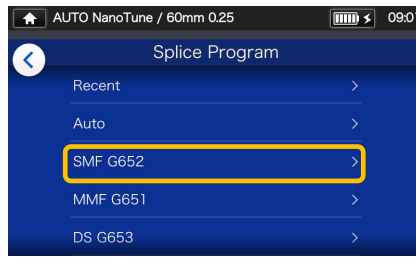 AUTO NanoTune / 60mm 0.25
09:0
Splice Program
Recent
Auto
SMF G652
MMF G651
DS G653